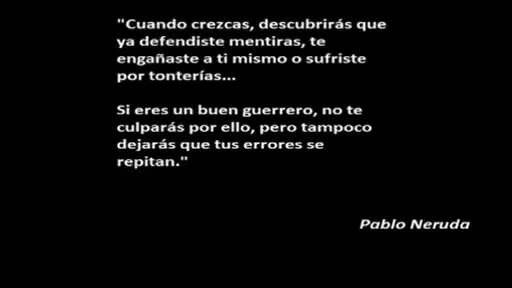 "Cuando crezcas, descubrirás que
ya defendiste mentiras, te
engañaste a ti mismo o sufriste
por tonterías...
Si eres un buen guerrero, no te
culparás por ello, pero tampoco
dejarás que tus errores se
repitan."
Pablo Neruda